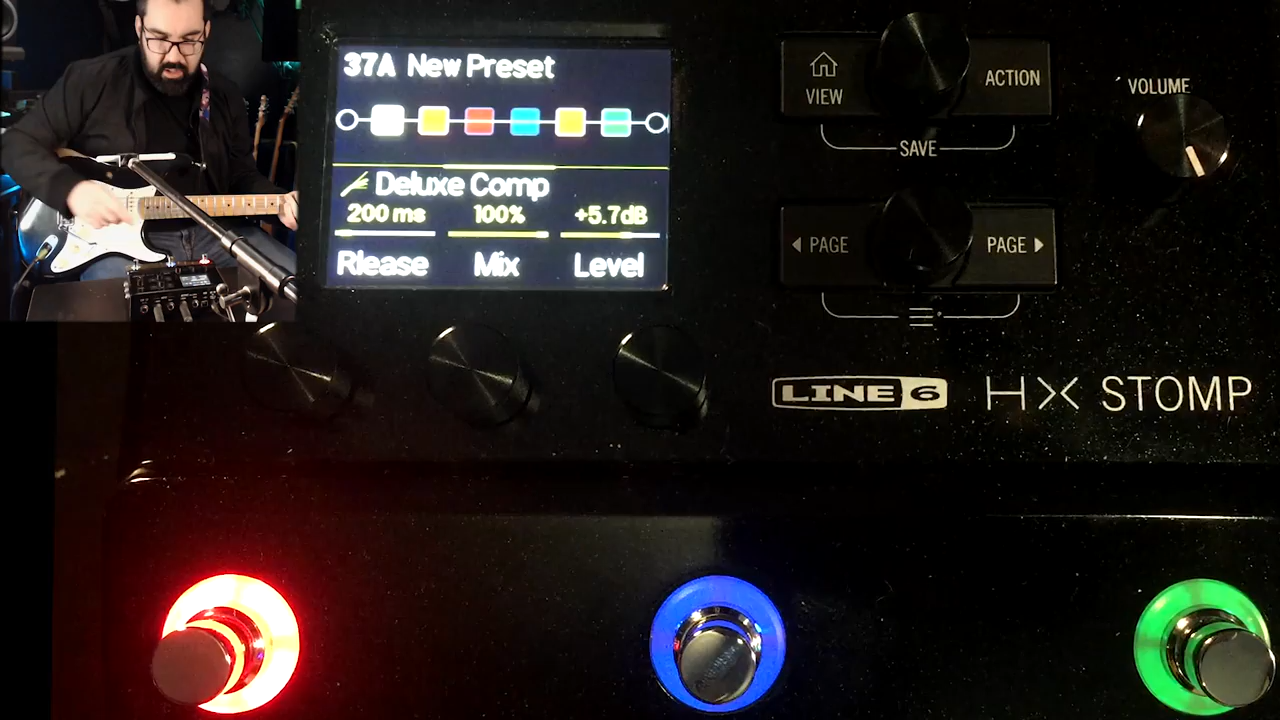 37A New Preset
Deluxe Comp
200 ms 100% +5.7dB
Rlease Mix Level
VIEW ACTION
SAVE
PAGE PAGE
VOLUME
LINE 6 HX STOMP